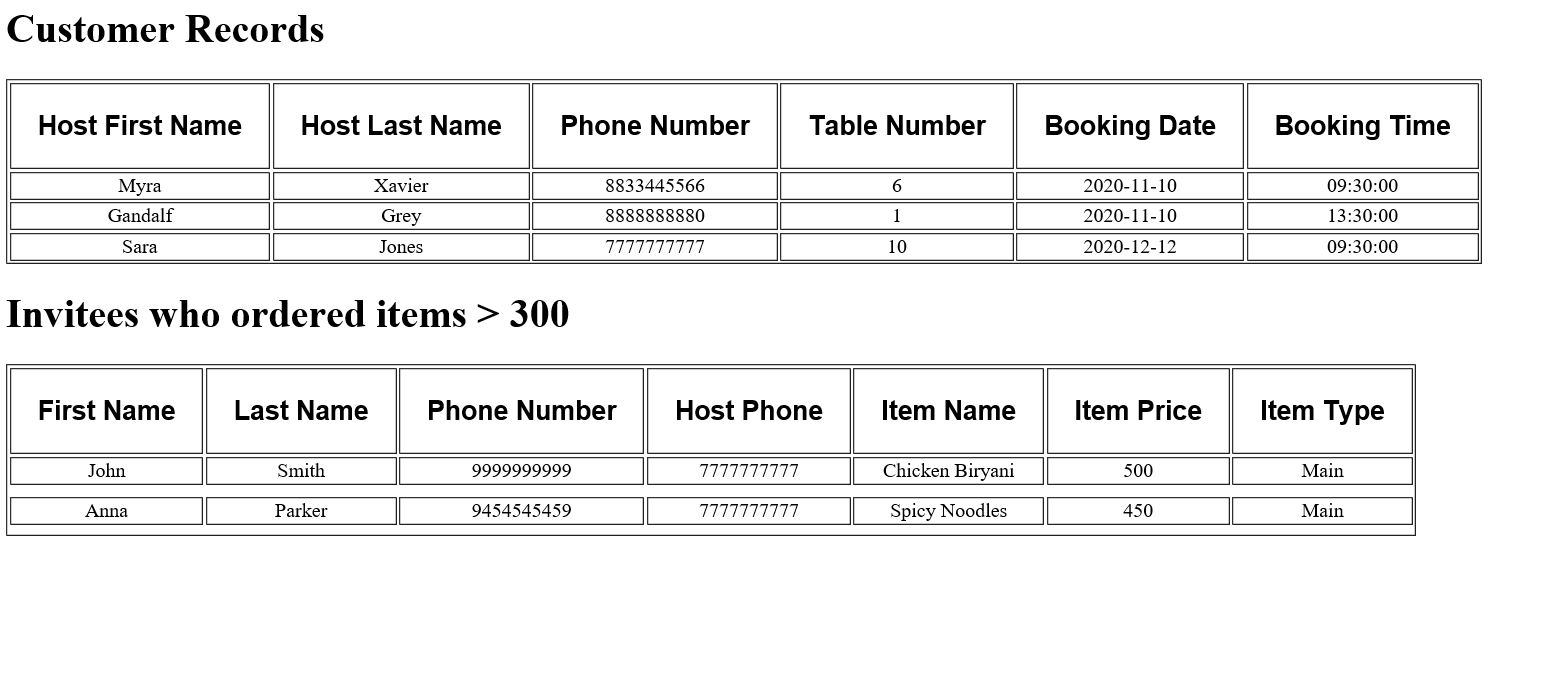 Customer Records
Host First Name Host Last Name Phone Number Table Number Booking Date Booking Time
Myra Xavier 8833445566 6 2020-11-10 09:30:00
Gandalf Grey 8888888880 1 2020-11-10 13:30:00
Sara Jones 7777777777 10 2020-12-12 09:30:00
Invitees who ordered items > 300
First Name Last Name Phone Number Host Phone Item Name Item Price Item Type
John Smith 9999999999 7777777777 Chicken Biryani 500 Main
Anna Parker 9454545459 7777777777 Spicy Noodles 450 Main